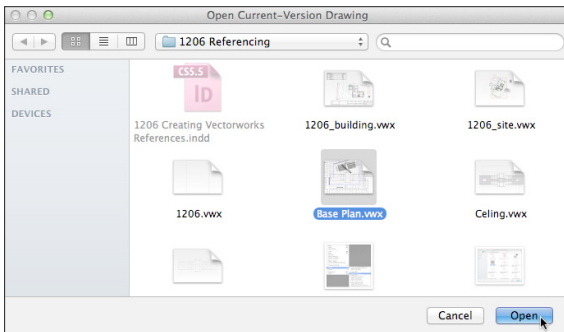 Open Current-Version Drawing
1206 Referencing
FAVORITES
SHARED
DEVICES
CS5.5
ID
1206 Creating Vectorworks
References.indd
1206_building.vwx
1206_site.vwx
1206.vwx
Base Plan.vwx
Celing.vwx
Cancel
Open